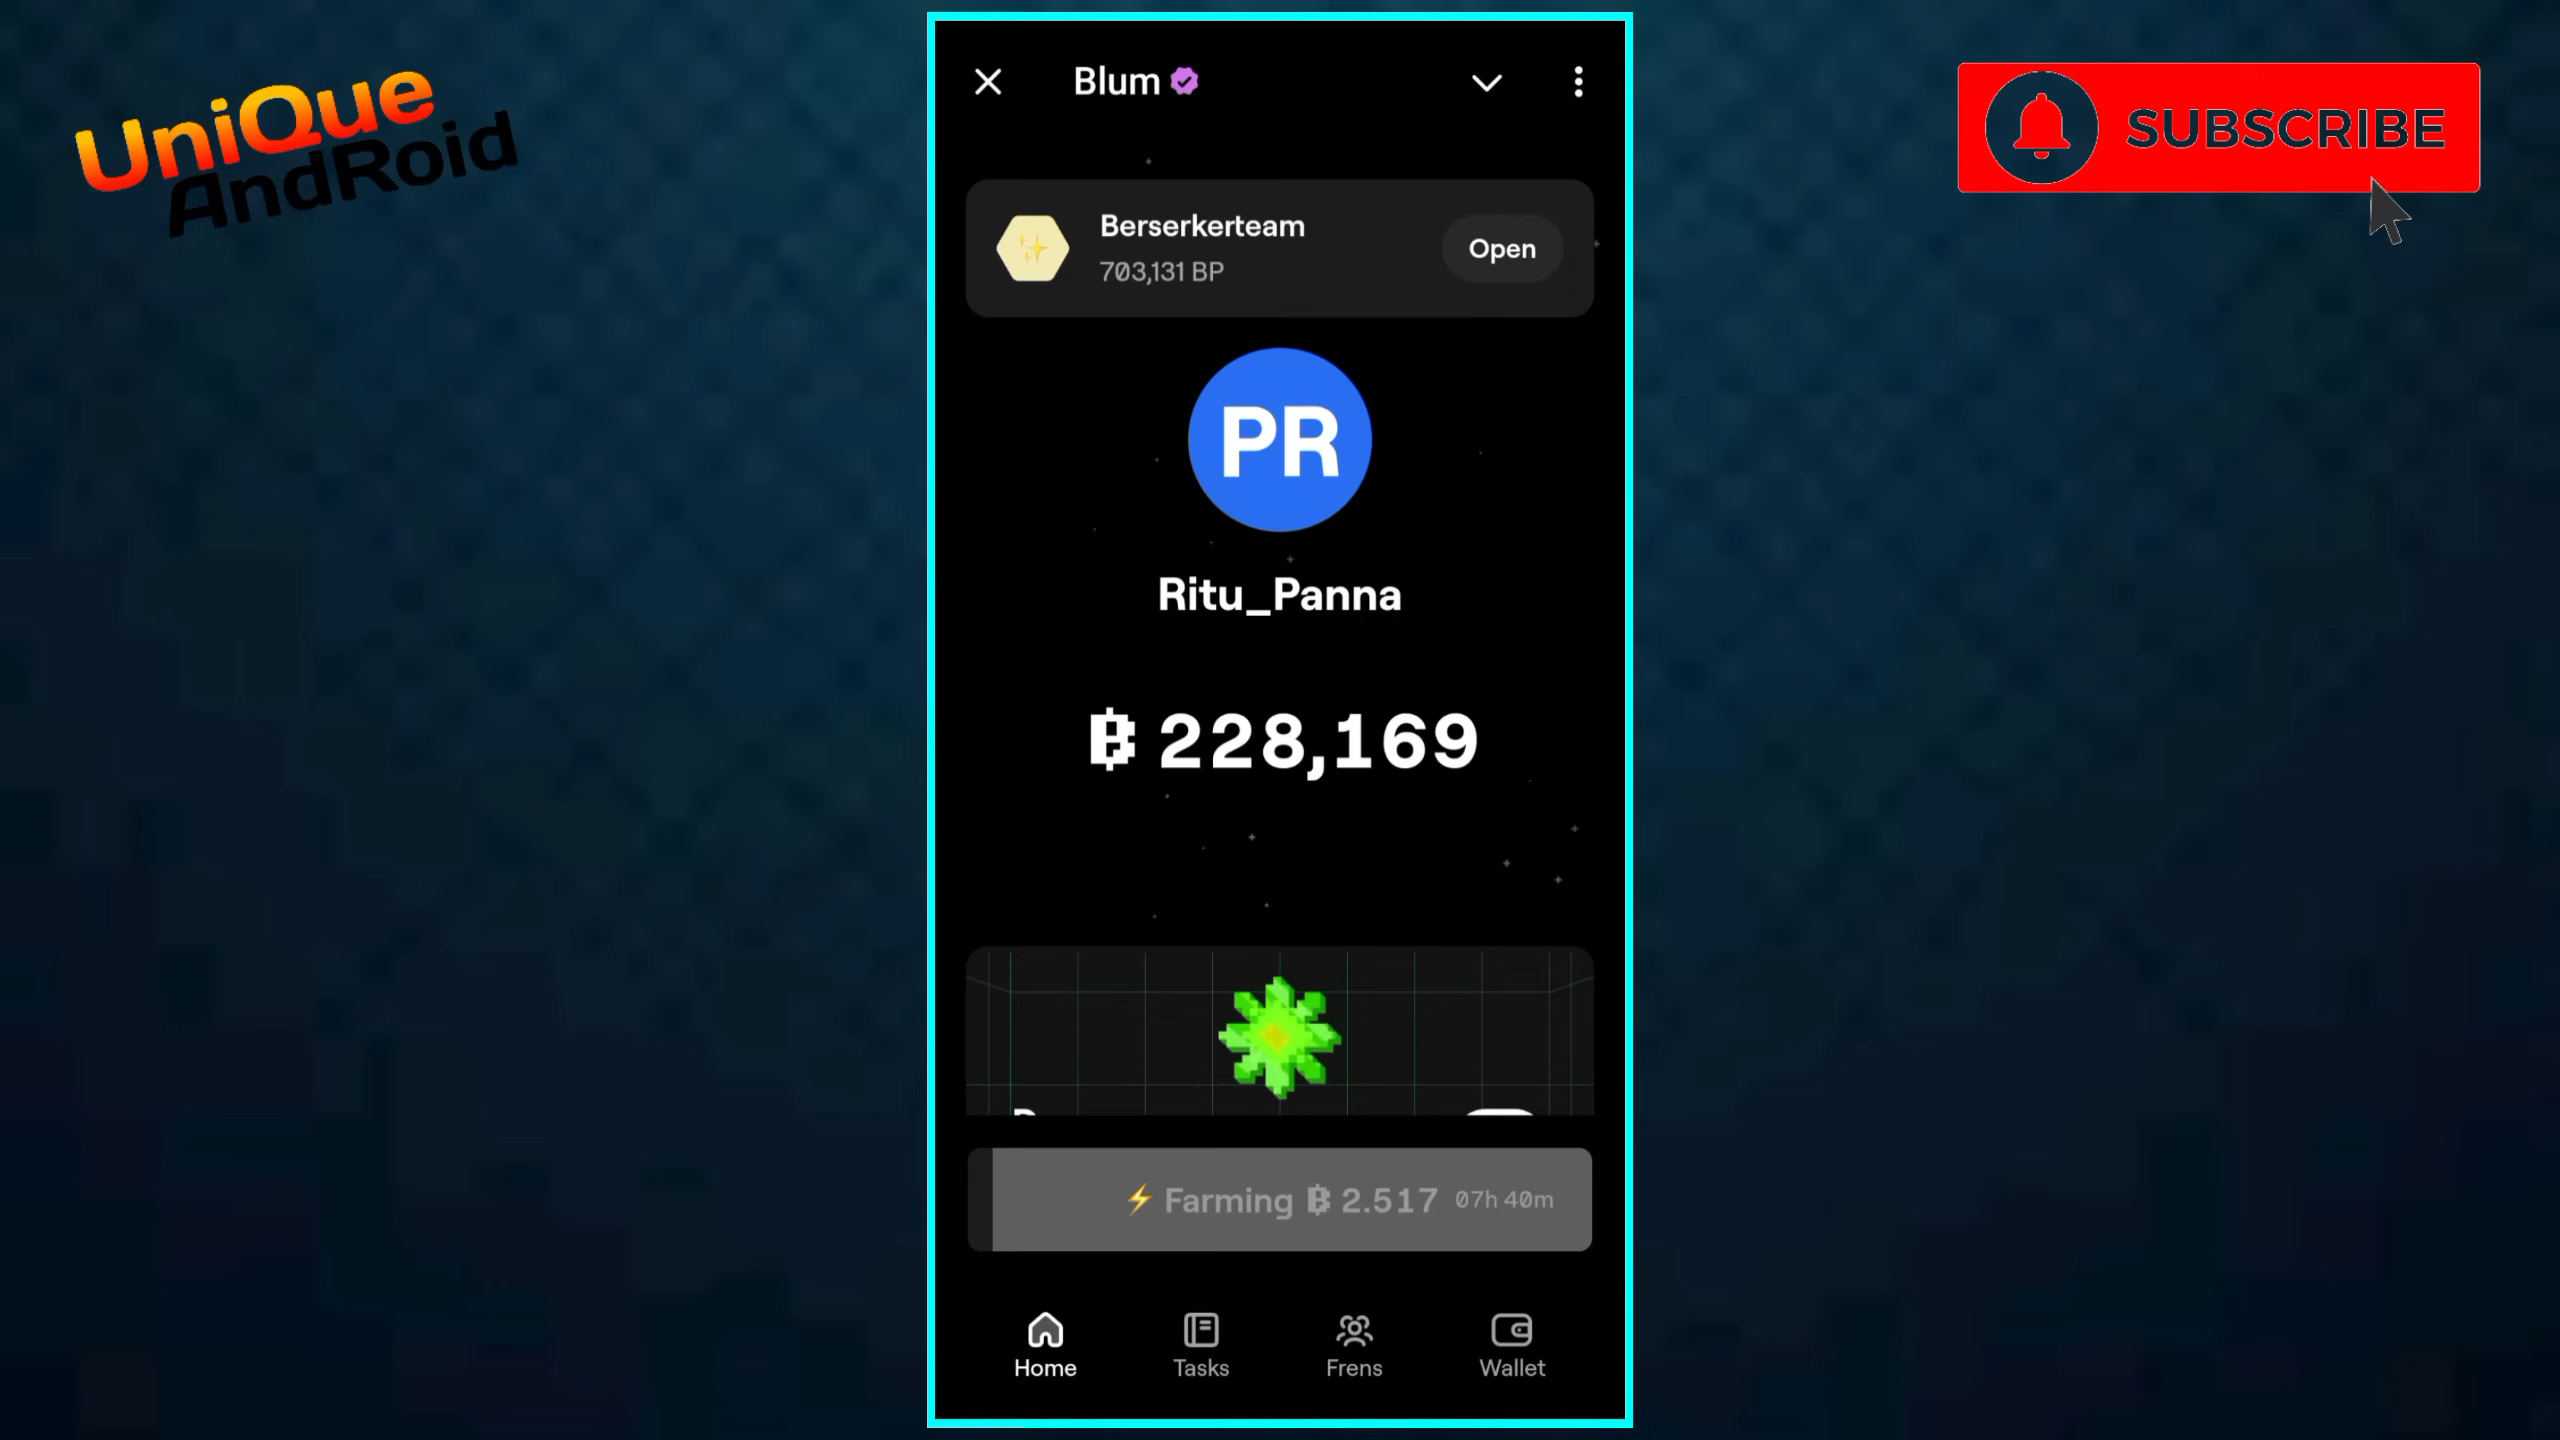 UniQue
AndRoid
SUBSCRIBE
Blum
Berserkerteam
703,131 BP
Open
PR
Ritu_Panna
228,169
Farming 2.517 07h 40m
Home
Tasks
Frens
Wallet